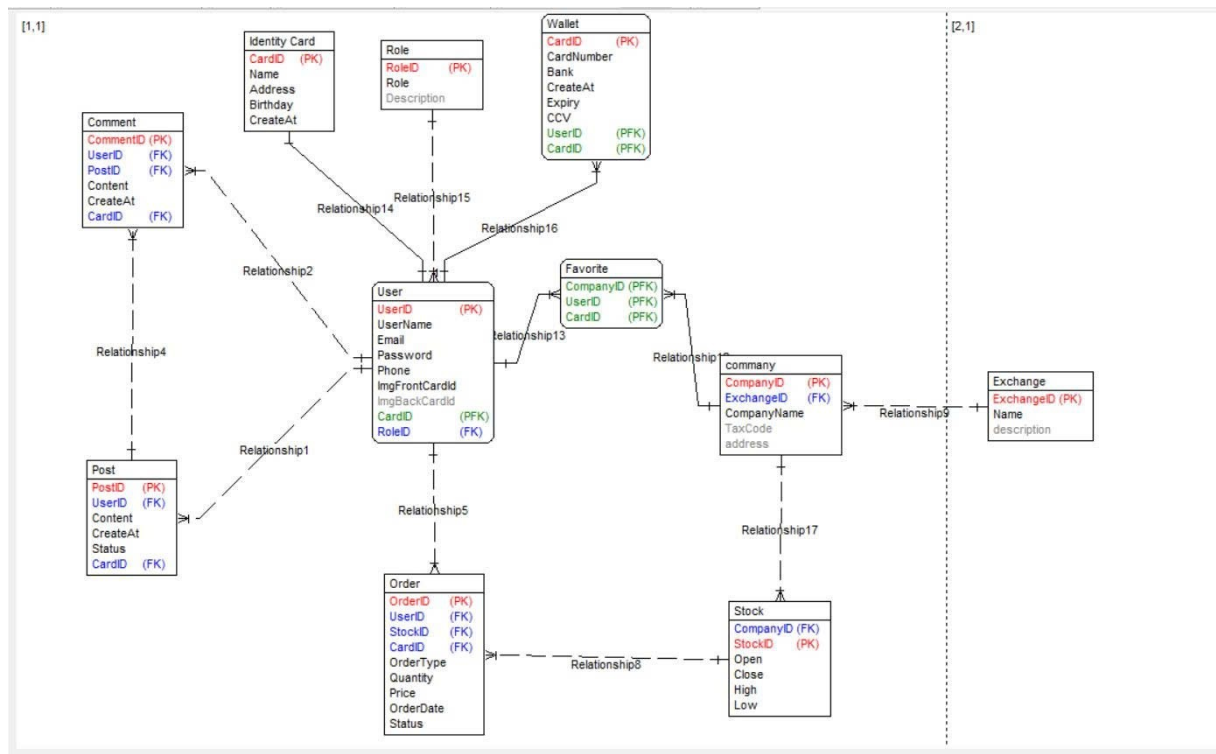 [1,1]
[2,1]
Identity Card
CardID (PK)
Name
Address
Birthday
CreateAt
Role
RoleID (PK)
Role
Description
Wallet
CardID (PK)
CardNumber
Bank
CreateAt
Expiry
CCV
UserID (PFK)
CardID (PFK)
Comment
CommentID (PK)
UserID (FK)
PostID (FK)
Content
CreateAt
CardID (FK)
Relationship14
Relationship15
Relationship16
Relationship2
Favorite
CompanyID (PFK)
UserID (PFK)
CardID (PFK)
User
UserID (PK)
UserName
Email
Password
Phone
ImgFrontCardId
ImgBackCardId
CardID (PFK)
RoleID (FK)
Relationship13
Relationship4
commany
CompanyID (PK)
ExchangeID (FK)
CompanyName
TaxCode
address
Relationship9
Exchange
ExchangeID (PK)
Name
description
Relationship1
Post
PostID (PK)
UserID (FK)
Content
CreateAt
Status
CardID (FK)
Relationship5
Relationship17
Order
OrderID (PK)
UserID (FK)
StockID (FK)
CardID (FK)
OrderType
Quantity
Price
OrderDate
Status
Relationship8
Stock
CompanyID (FK)
StockID (PK)
Open
Close
High
Low